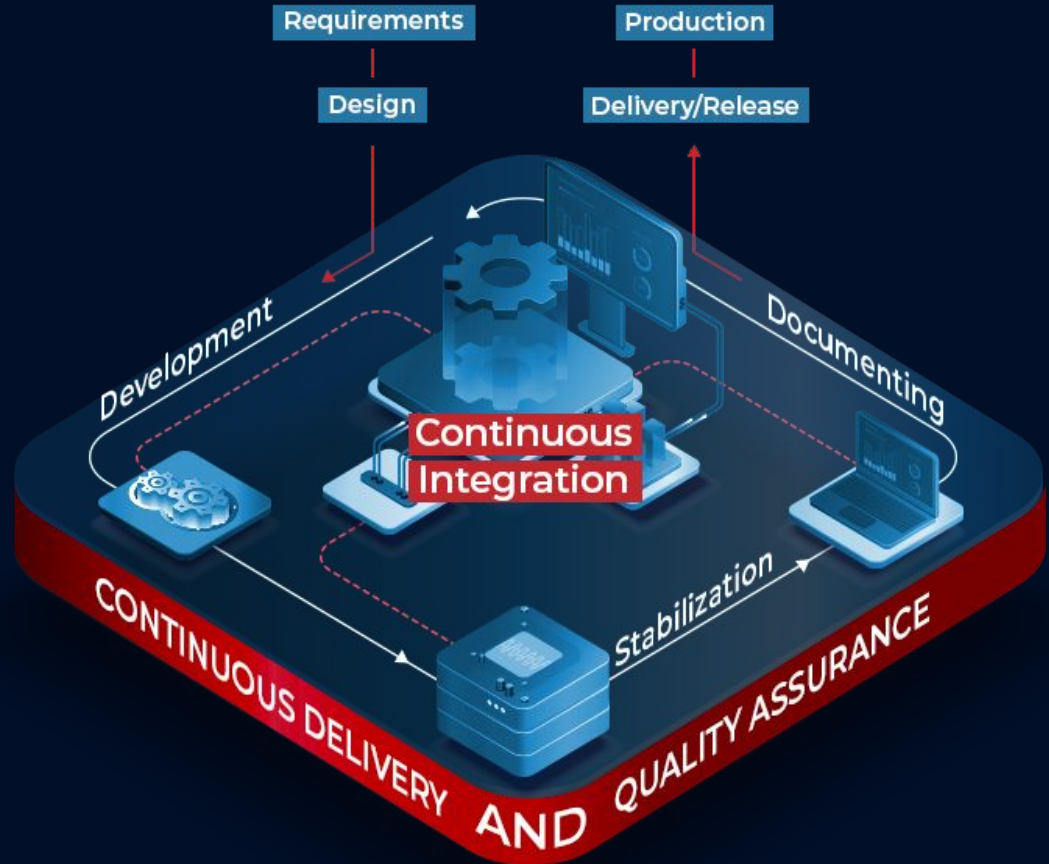 Requirements
Production
Design
Delivery/Release
Development
Documenting
Continuous
Integration
Stabilization
CONTINUOUS DELIVERY
AND
QUALITY ASSURANCE